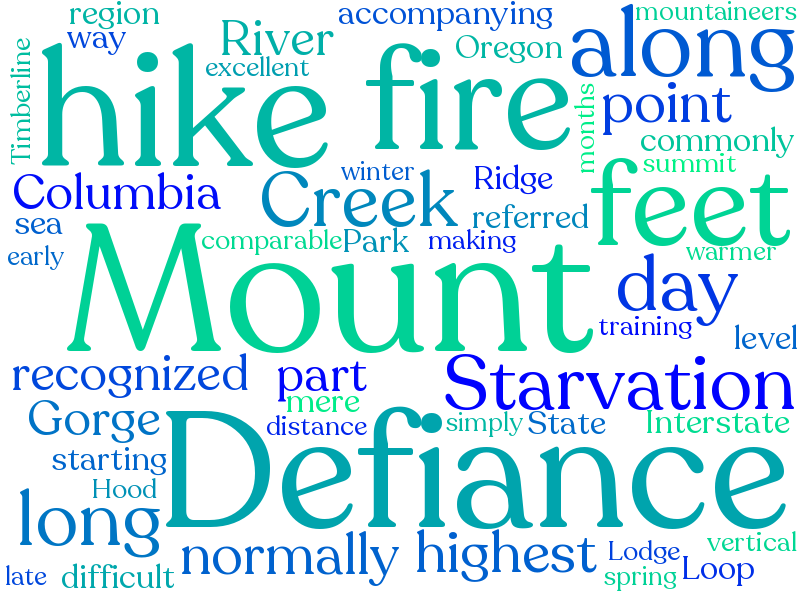 region
way
River
accompanying
mountaineers
excellent
Oregon
along
Timberline
hike
fire
months
point
commonly
summit
Columbia
winter
Creek
Ridge
referred
feet
sea
early
comparable
Park
making
warmer
Mount
day
training
level
recognized
part
mere
distance
Starvation
Gorge
simply
State
Interstate
starting
Hood
Defiance
long
normally
highest
Lodge
vertical
late
difficult
spring
Loop